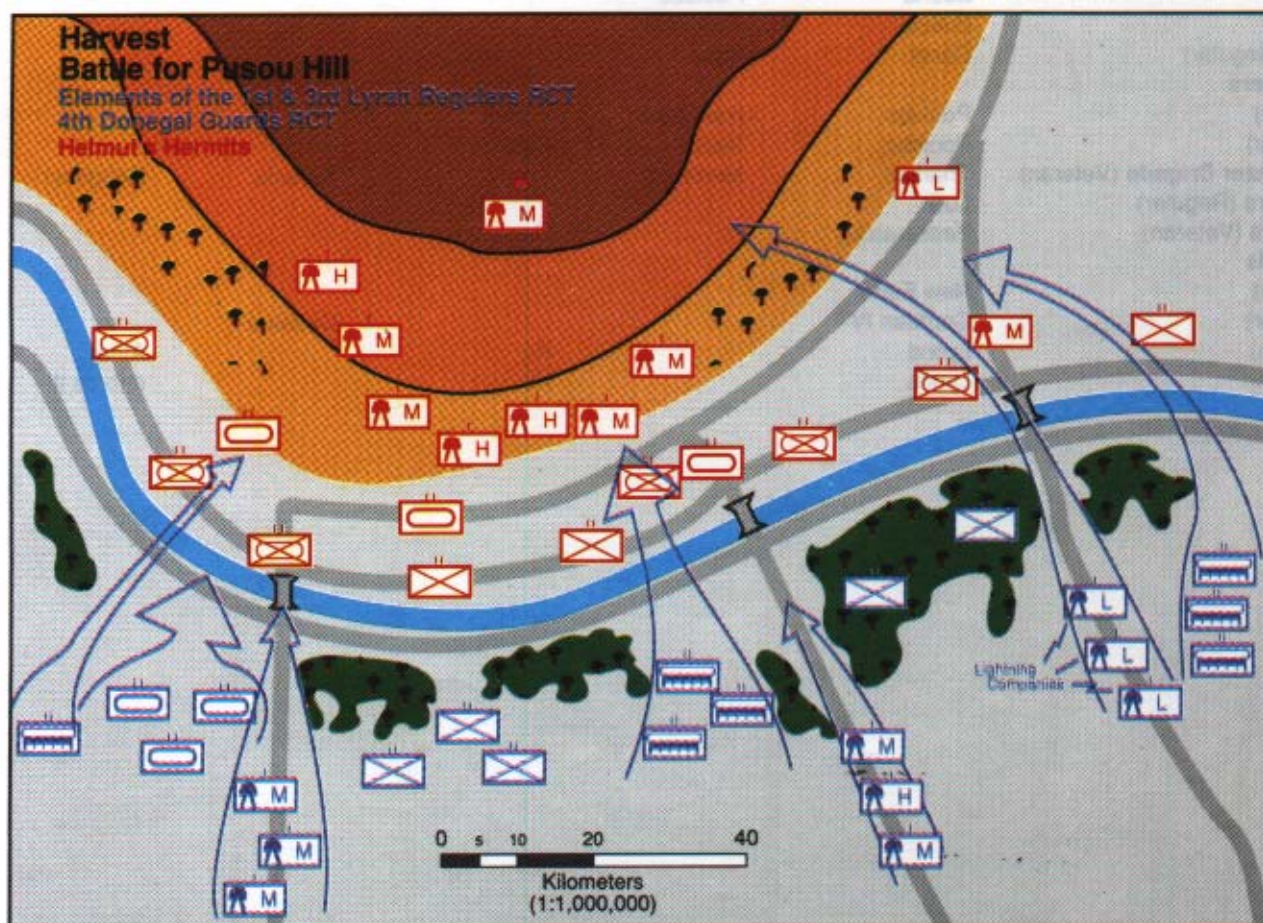 Harvest
Battle for Pusou Hill
Elements of the 1st & 3rd Lyran Regulars RCT
4th Donegal Guards RCT
Helmut's Hermits
L
M
H
M
M
M
M
H
M
H
L
L
Lightning
Companies
L
M
M
H
M
M
M
0 5 10 20 40
Kilometers
(1:1,000,000)